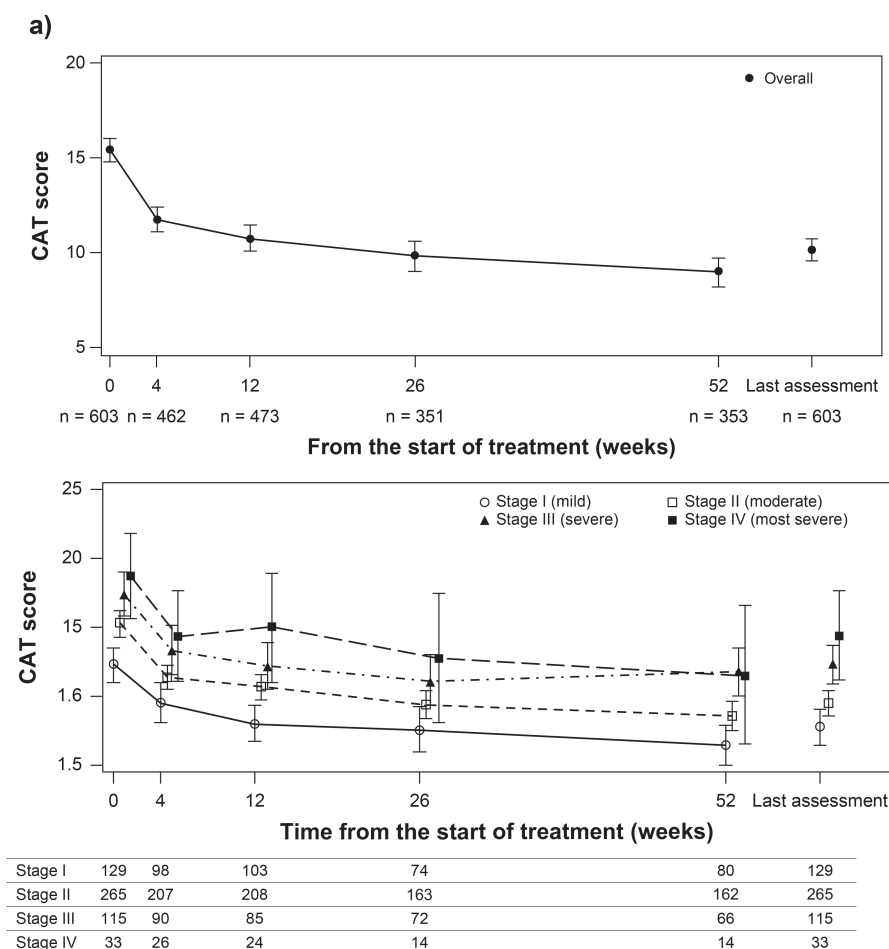 a)
20
15
10
5
CAT score
Overall
0 4 12 26 52 Last assessment
n = 603 n = 462 n = 473 n = 351 n = 353 n = 603
From the start of treatment (weeks)
25
20
15
1.6
1.5
CAT score
Stage I (mild) Stage II (moderate)
Stage III (severe) Stage IV (most severe)
0 4 12 26 52 Last assessment
Time from the start of treatment (weeks)
Stage I 129 98 103 74 80 129
Stage II 265 207 208 163 162 265
Stage III 115 90 85 72 66 115
Stage IV 33 26 24 14 14 33